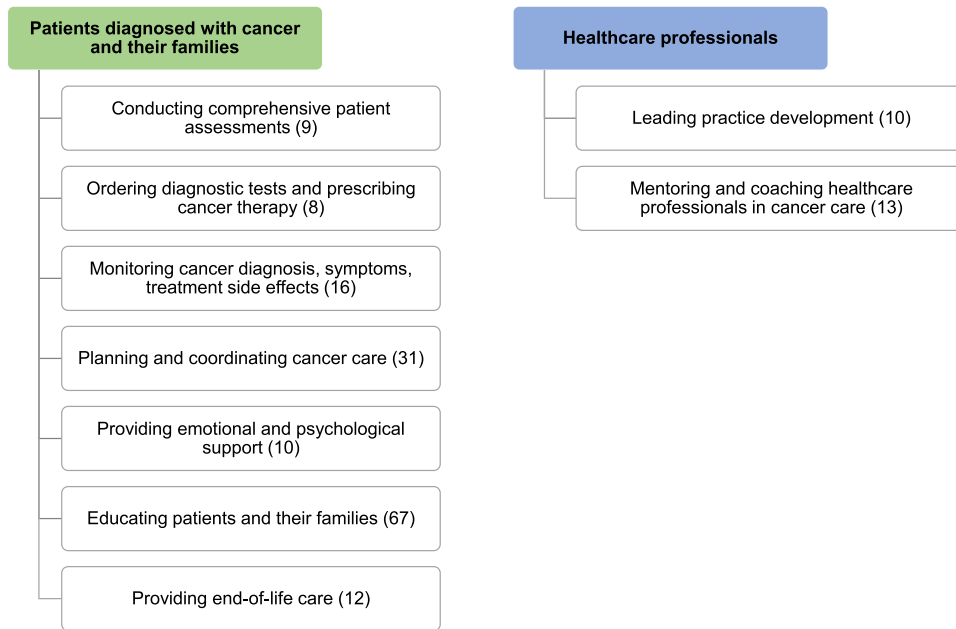 Patients diagnosed with cancer
and their families
Conducting comprehensive patient
assessments (9)
Ordering diagnostic tests and prescribing
cancer therapy (8)
Monitoring cancer diagnosis, symptoms,
treatment side effects (16)
Planning and coordinating cancer care (31)
Providing emotional and psychological
support (10)
Educating patients and their families (67)
Providing end-of-life care (12)
Healthcare professionals
Leading practice development (10)
Mentoring and coaching healthcare
professionals in cancer care (13)